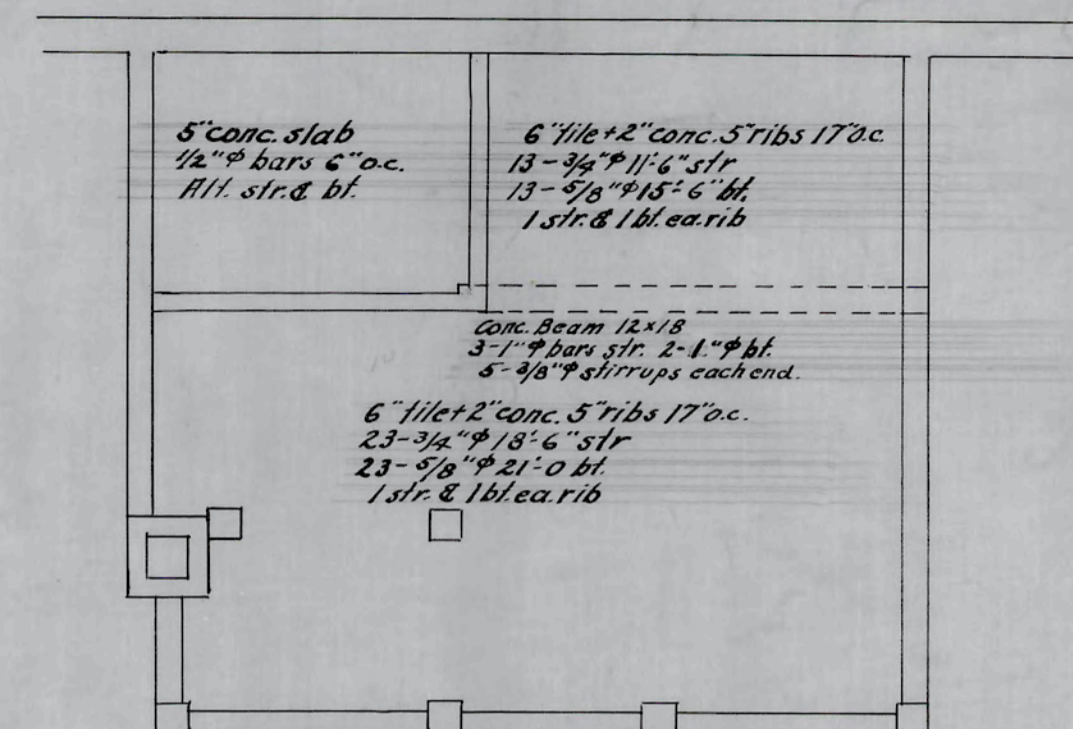 5" conc. slab
1/2" φ bars 6" o.c.
Alt. str. & bt.
6" tile + 2" conc. 5" ribs 17" o.c.
13 - 3/4" φ 11'-6" str
13 - 5/8" φ 15'-6" bt.
1 str. & 1 bt. ea. rib
Conc. Beam 12 x 18
3 - 1" φ bars str. 2 - 1" φ bt.
5 - 3/8" φ stirrups each end.
6" tile + 2" conc. 5" ribs 17" o.c.
23 - 3/4" φ 18'-6" str
23 - 5/8" φ 21'-0 bt.
1 str. & 1 bt. ea. rib